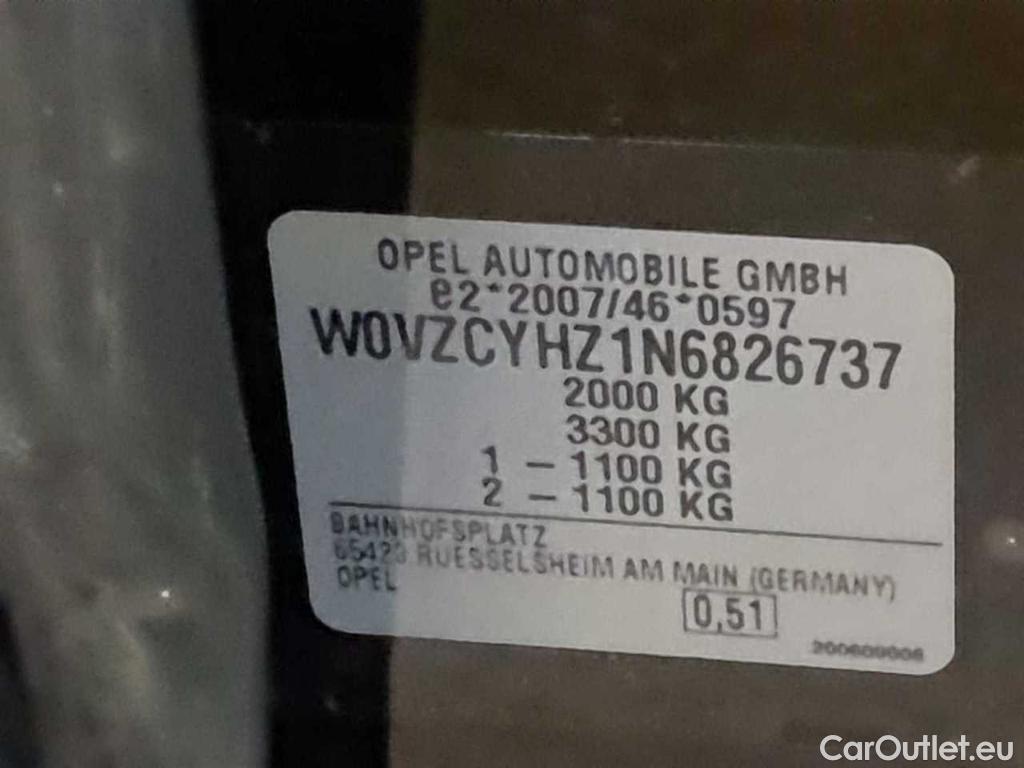 OPEL AUTOMOBILE GMBH
e2*2007/46*0597
W0VZCYHZ1N6826737
2000 KG
3300 KG
1 – 1100 KG
2 – 1100 KG
BAHNHOFSPLATZ
65423 RUESSELSHEIM AM MAIN (GERMANY)
OPEL
0,51
CarOutlet.eu